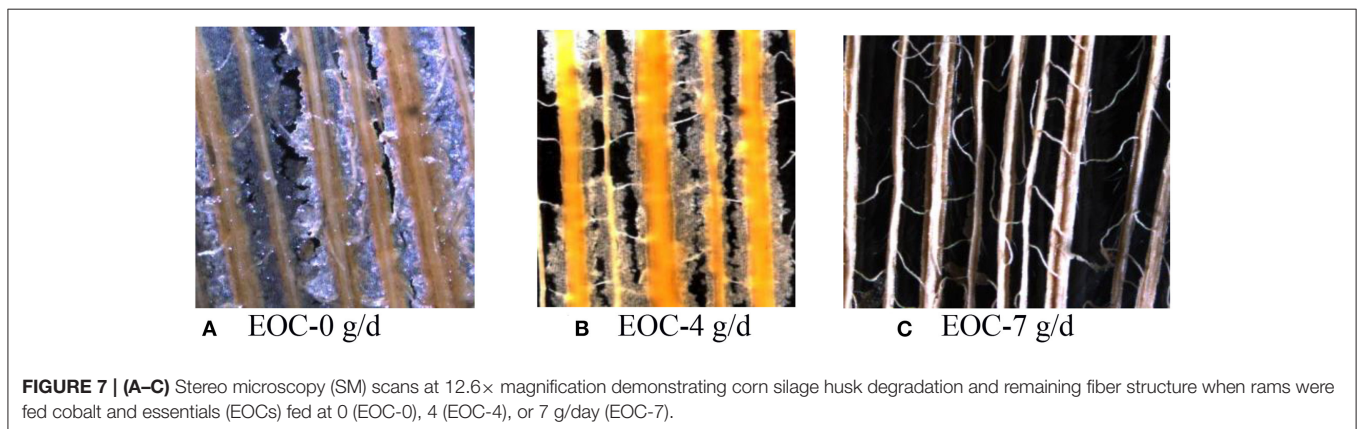 A EOC-0 g/d
B EOC-4 g/d
C EOC-7 g/d
FIGURE 7 | (A–C) Stereo microscopy (SM) scans at 12.6× magnification demonstrating corn silage husk degradation and remaining fiber structure when rams were
fed cobalt and essentials (EOCs) fed at 0 (EOC-0), 4 (EOC-4), or 7 g/day (EOC-7).